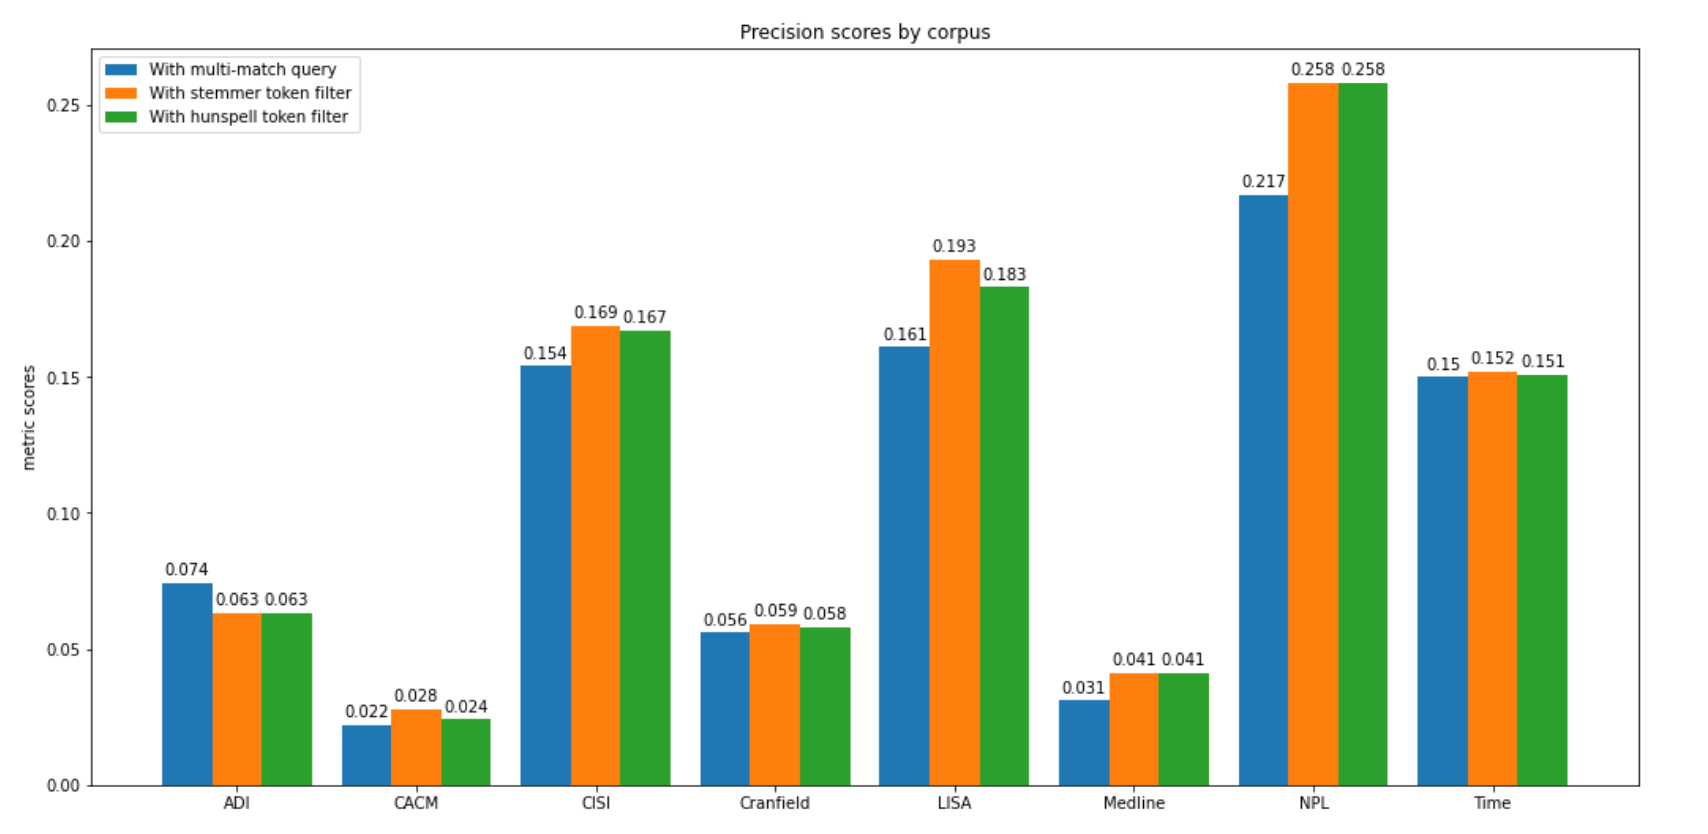 Precision scores by corpus
With multi-match query
With stemmer token filter
With hunspell token filter
metric scores
0.25
0.20
0.15
0.10
0.05
0.00
0.074
0.063
0.063
0.022
0.028
0.024
0.154
0.169
0.167
0.056
0.059
0.058
0.161
0.193
0.183
0.031
0.041
0.041
0.217
0.258
0.258
0.15
0.152
0.151
ADI
CACM
CISI
Cranfield
LISA
Medline
NPL
Time